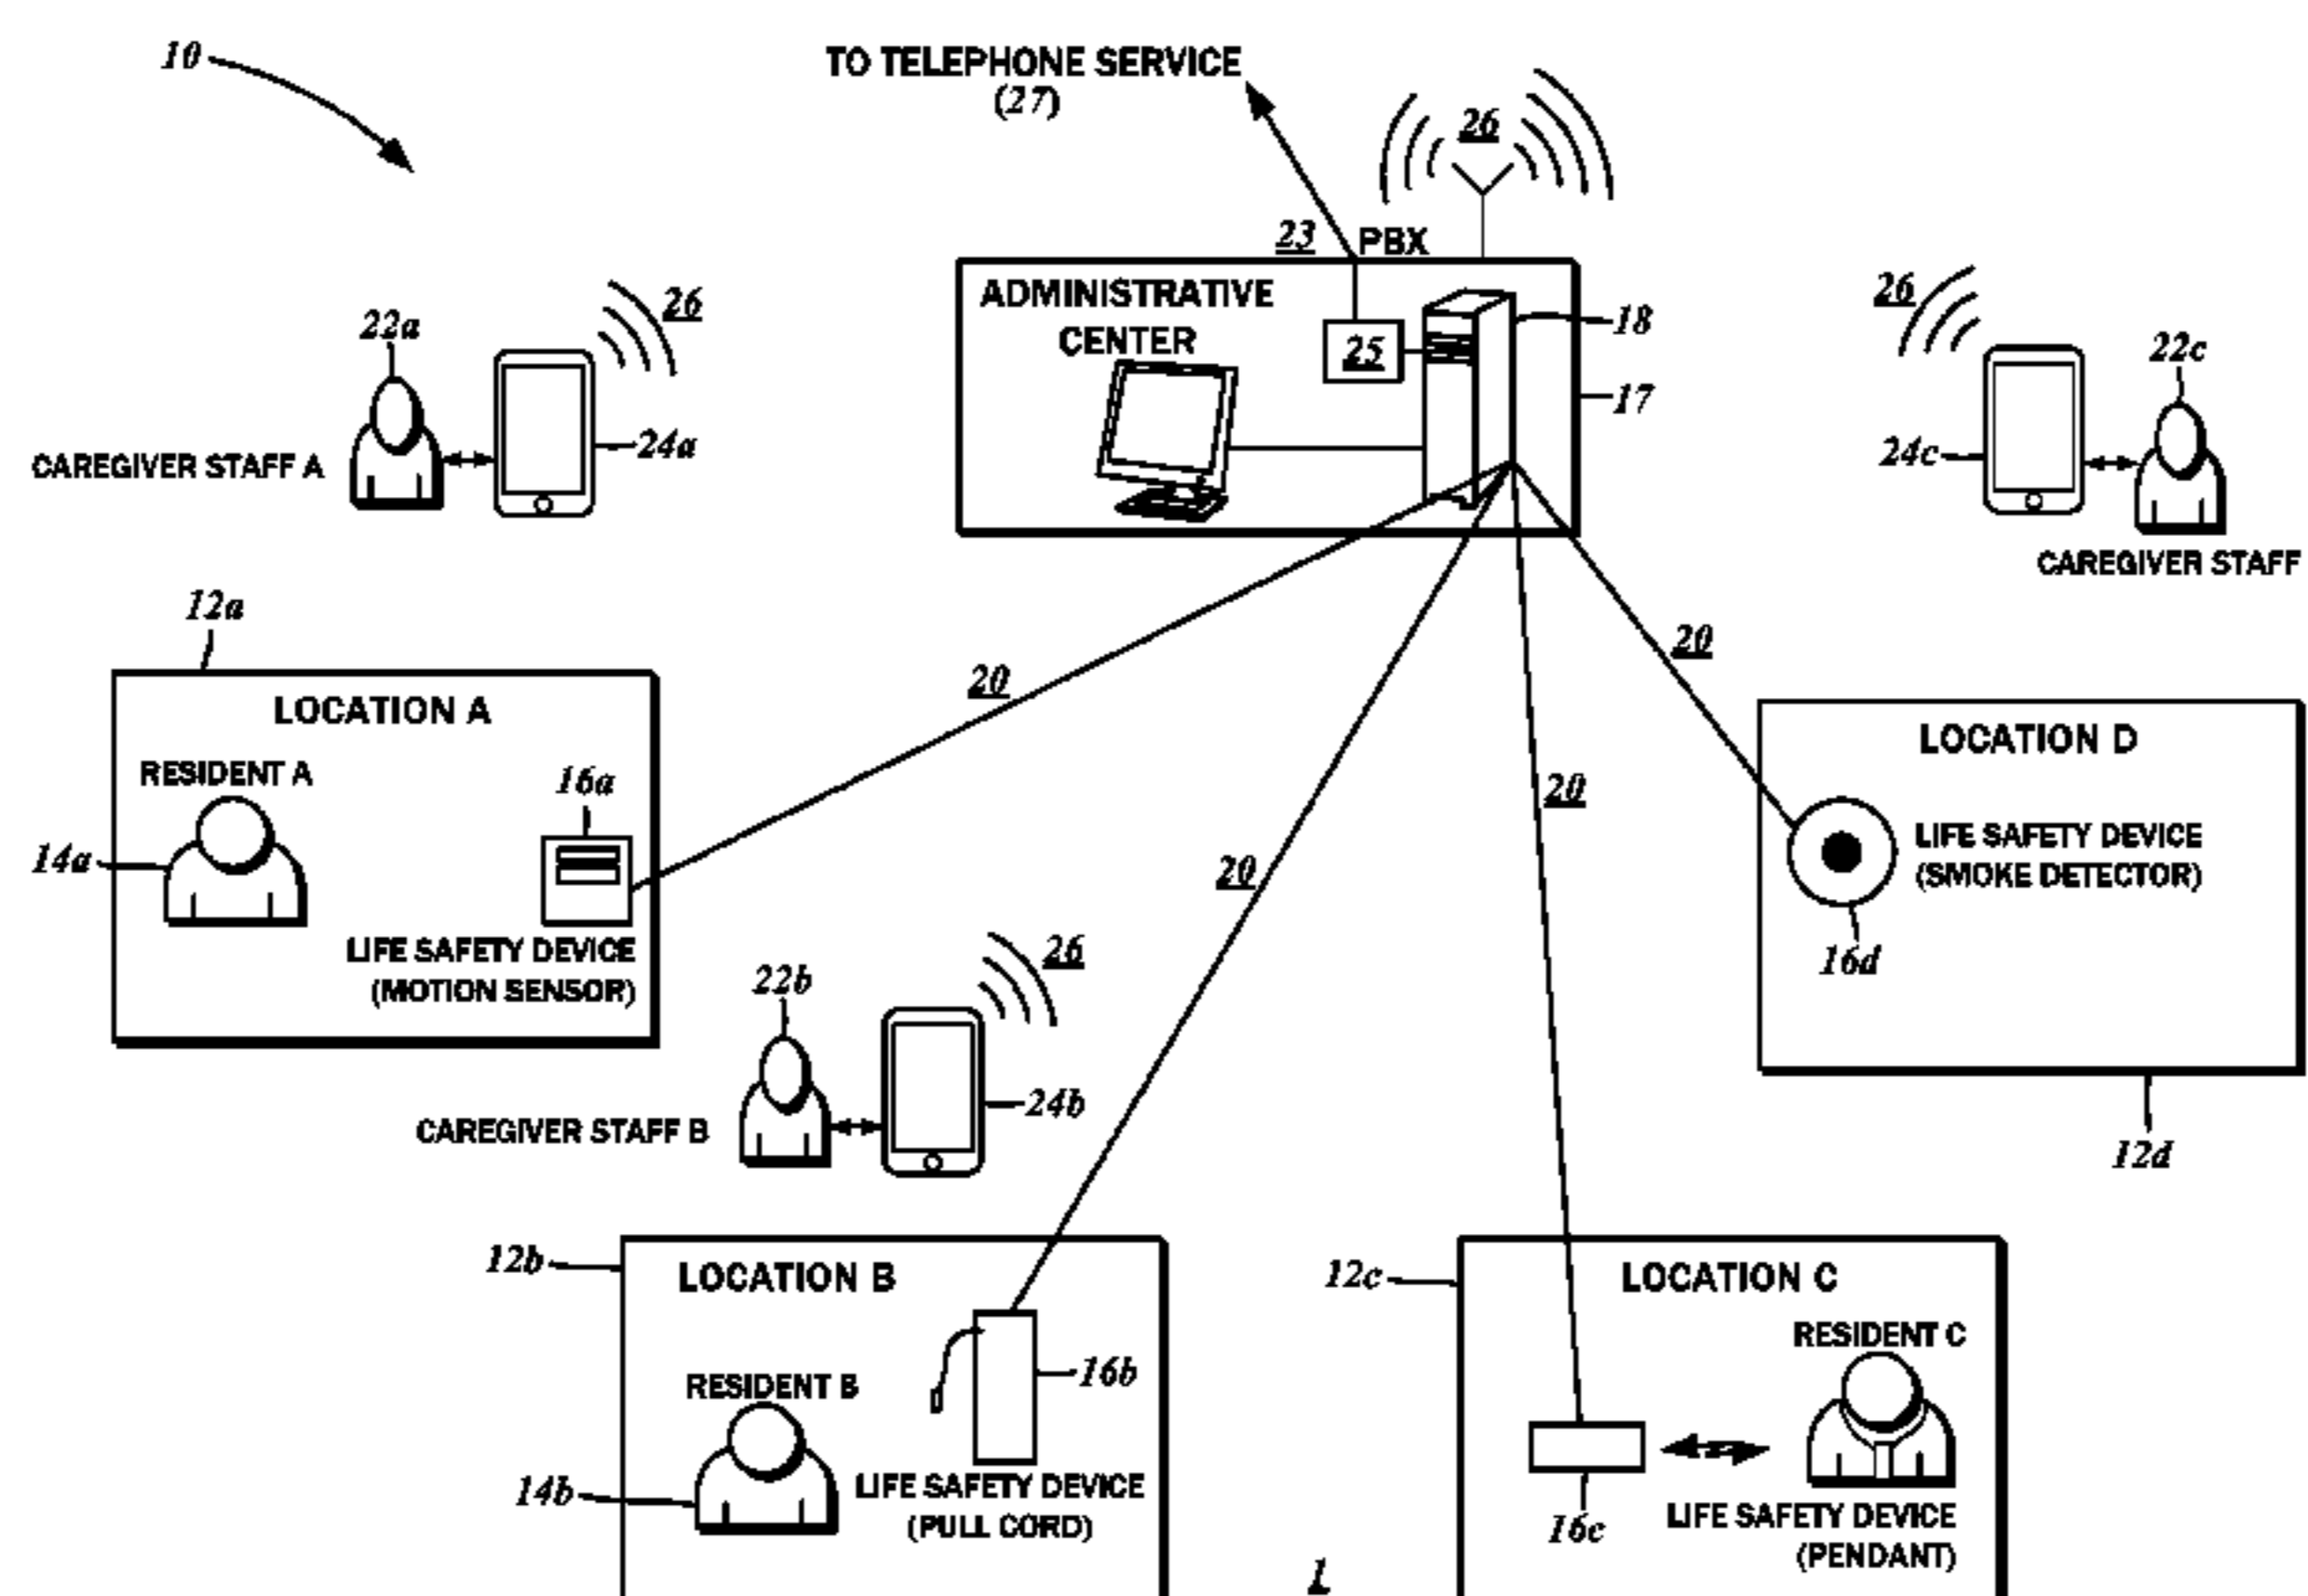 10
TO TELEPHONE SERVICE
(27)
26
23 PBX
ADMINISTRATIVE
CENTER
25
18
17
22a
26
24a
CAREGIVER STAFF A
26
22c
24c
CAREGIVER STAFF
12a
LOCATION A
RESIDENT A
14a
16a
LIFE SAFETY DEVICE
(MOTION SENSOR)
20
20
20
20
LOCATION D
LIFE SAFETY DEVICE
(SMOKE DETECTOR)
16d
12d
22b
26
24b
CAREGIVER STAFF B
12b
LOCATION B
RESIDENT B
14b
16b
LIFE SAFETY DEVICE
(PULL CORD)
12c
LOCATION C
RESIDENT C
16c
LIFE SAFETY DEVICE
(PENDANT)
1